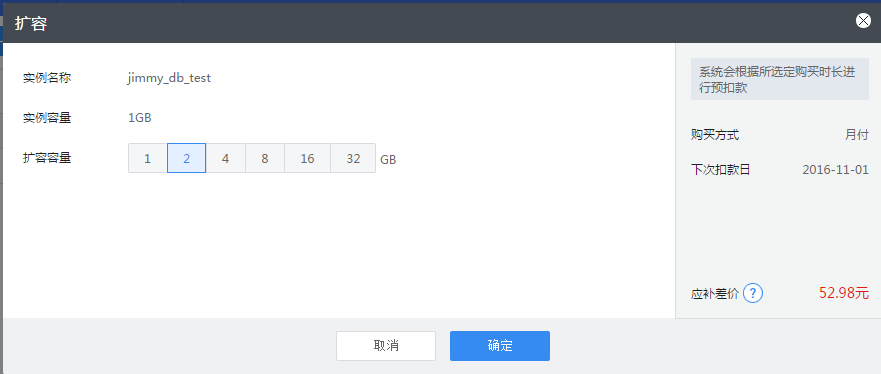 扩容
实例名称 jimmy_db_test
实例容量 1GB
扩容容量 1 2 4 8 16 32 GB
系统会根据所选定购买时长进
行预扣款
购买方式 月付
下次扣款日 2016-11-01
应补差价 ? 52.98元
取消 确定